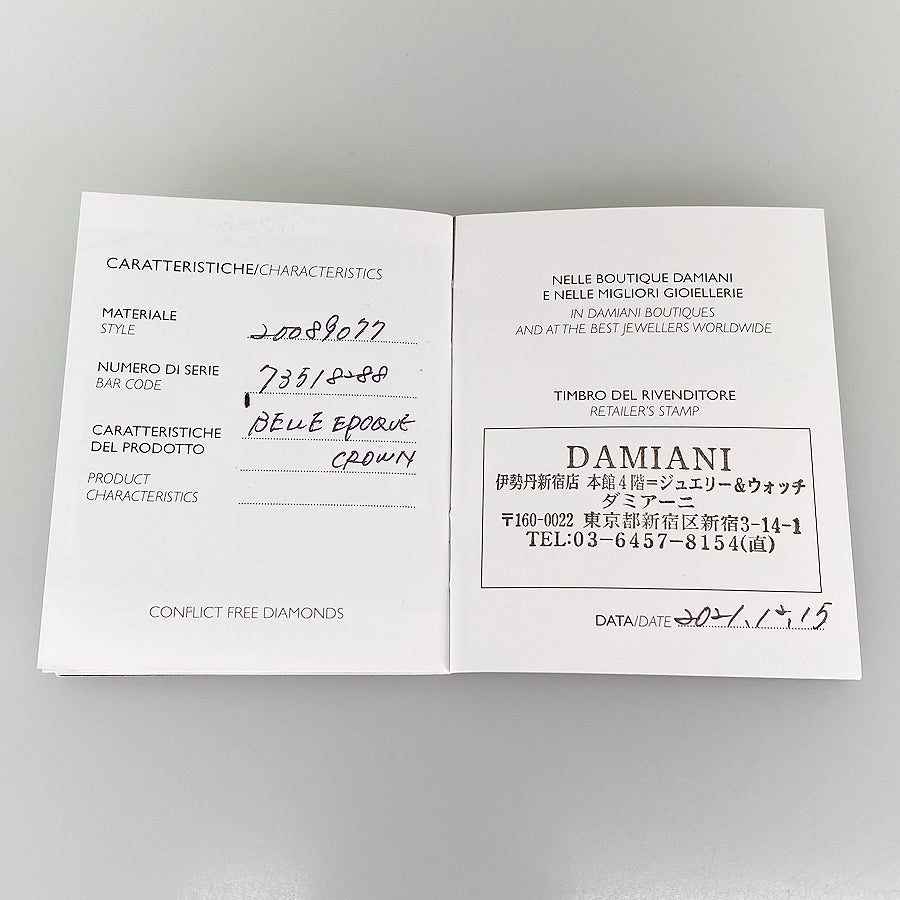 CARATTERISTICHE/CHARACTERISTICS
MATERIALE
STYLE
20089077
NUMERO DI SERIE
BAR CODE
73518288
CARATTERISTICHE
DEL PRODOTTO
BELLE EPOQUE
CROWN
PRODUCT
CHARACTERISTICS
CONFLICT FREE DIAMONDS
NELLE BOUTIQUE DAMIANI
E NELLE MIGLIORI GIOIELLERIE
IN DAMIANI BOUTIQUES
AND AT THE BEST JEWELLERS WORLDWIDE
TIMBRO DEL RIVENDITORE
RETAILER'S STAMP
DAMIANI
伊勢丹新宿店 本館4階=ジュエリー&ウォッチ
ダミアーニ
〒160-0022 東京都新宿区新宿3-14-1
TEL:03-6457-8154(直)
DATA/DATE 2021.12.15